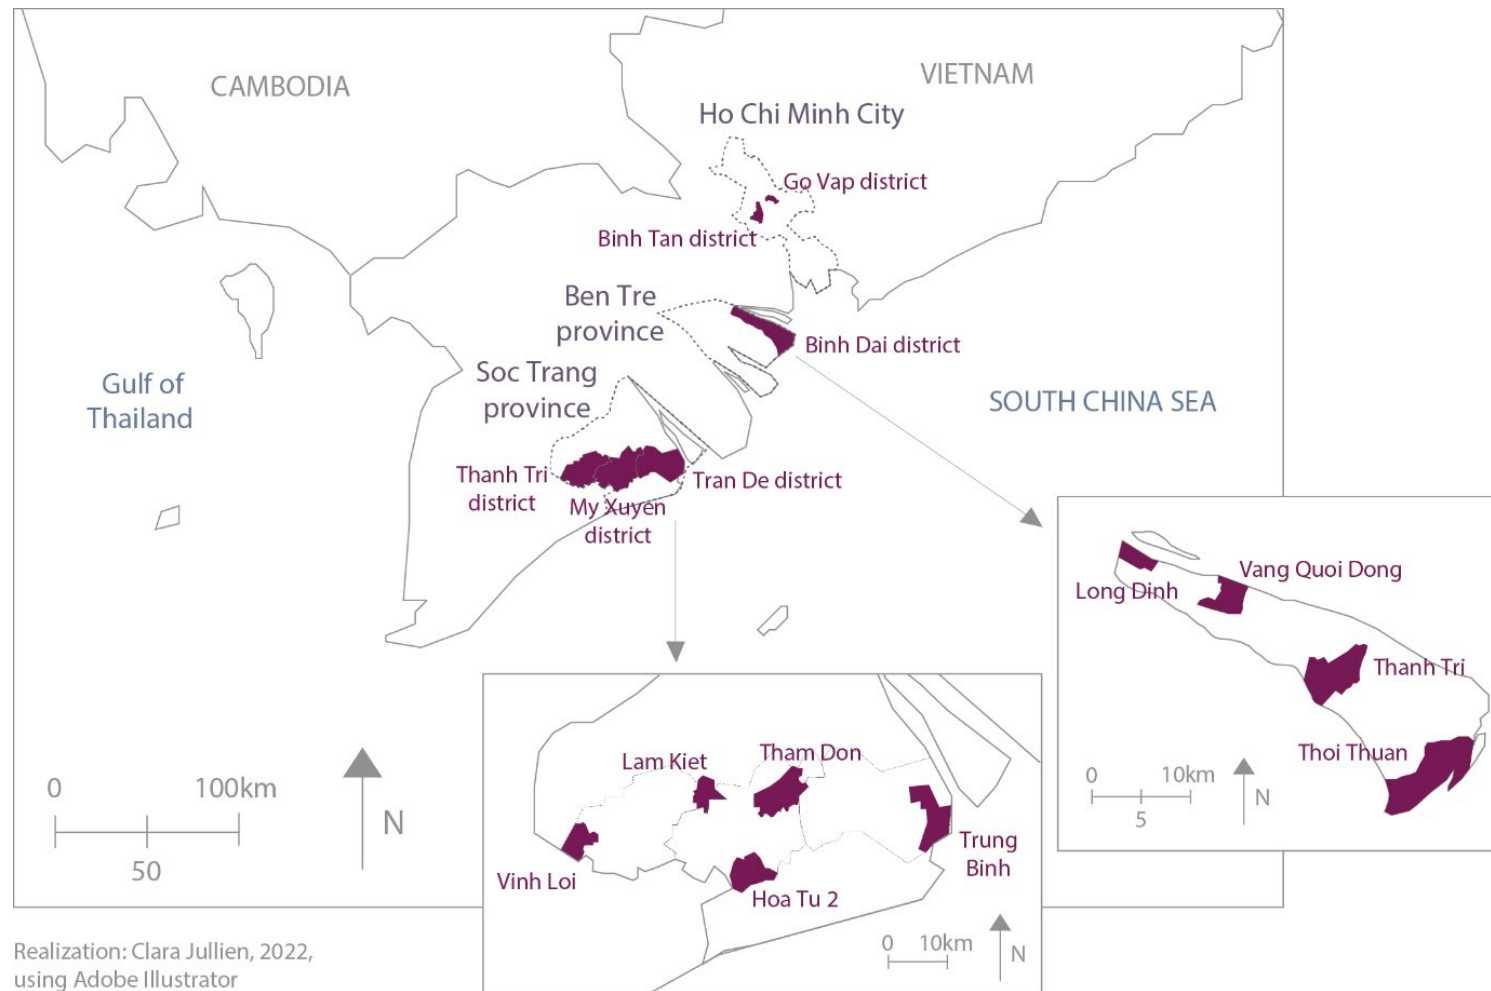 CAMBODIA
VIETNAM
Ho Chi Minh City
Go Vap district
Binh Tan district
Ben Tre
province
Binh Dai district
Soc Trang
province
Gulf of
Thailand
SOUTH CHINA SEA
Thanh Tri
district
My Xuyen
district
Tran De district
Long Dinh
Vang Quoi Dong
Thanh Tri
Thoi Thuan
0 10km
5
N
Lam Kiet
Tham Don
Vinh Loi
Hoa Tu 2
Trung
Binh
0 10km
N
0 100km
50
N
Realization: Clara Jullien, 2022,
using Adobe Illustrator